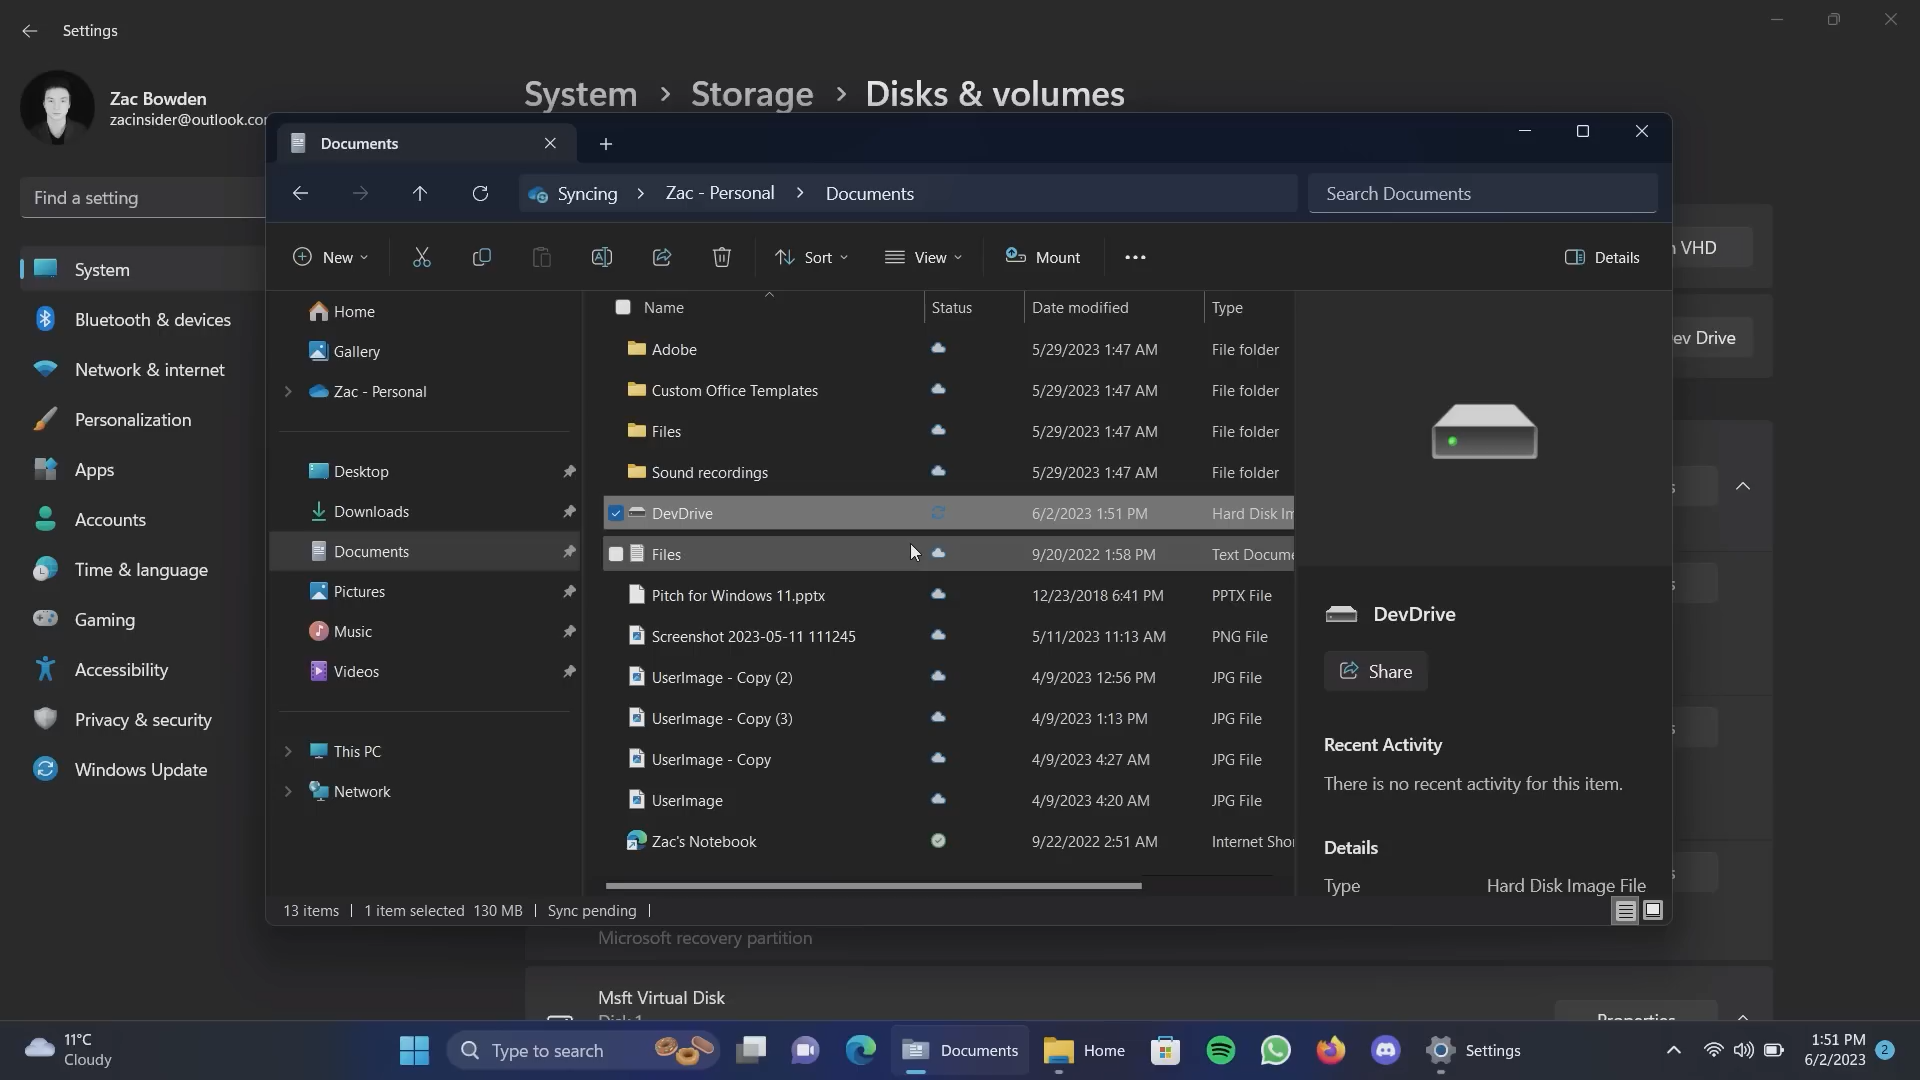 Settings
Zac Bowden
zacinsider@outlook.co
Find a setting
System
Bluetooth & devices
Network & internet
Personalization
Apps
Accounts
Time & language
Gaming
Accessibility
Privacy & security
Windows Update
System > Storage > Disks & volumes
VHD
ev Drive
Documents
Syncing > Zac - Personal > Documents
Search Documents
New
Sort
View
Mount
Details
Home
Gallery
Zac - Personal
Desktop
Downloads
Documents
Pictures
Music
Videos
This PC
Network
Name Status Date modified Type
Adobe 5/29/2023 1:47 AM File folder
Custom Office Templates 5/29/2023 1:47 AM File folder
Files 5/29/2023 1:47 AM File folder
Sound recordings 5/29/2023 1:47 AM File folder
DevDrive 6/2/2023 1:51 PM Hard Disk Im
Files 9/20/2022 1:58 PM Text Docume
Pitch for Windows 11.pptx 12/23/2018 6:41 PM PPTX File
Screenshot 2023-05-11 111245 5/11/2023 11:13 AM PNG File
UserImage - Copy (2) 4/9/2023 12:56 PM JPG File
UserImage - Copy (3) 4/9/2023 1:13 PM JPG File
UserImage - Copy 4/9/2023 4:27 AM JPG File
UserImage 4/9/2023 4:20 AM JPG File
Zac's Notebook 9/22/2022 2:51 AM Internet Shor
DevDrive
Share
Recent Activity
There is no recent activity for this item.
Details
Type Hard Disk Image File
13 items | 1 item selected 130 MB | Sync pending |
Microsoft recovery partition
Msft Virtual Disk
Disk 1
Properties
11°C
Cloudy
Type to search
Documents
Home
Settings
1:51 PM
6/2/2023
2